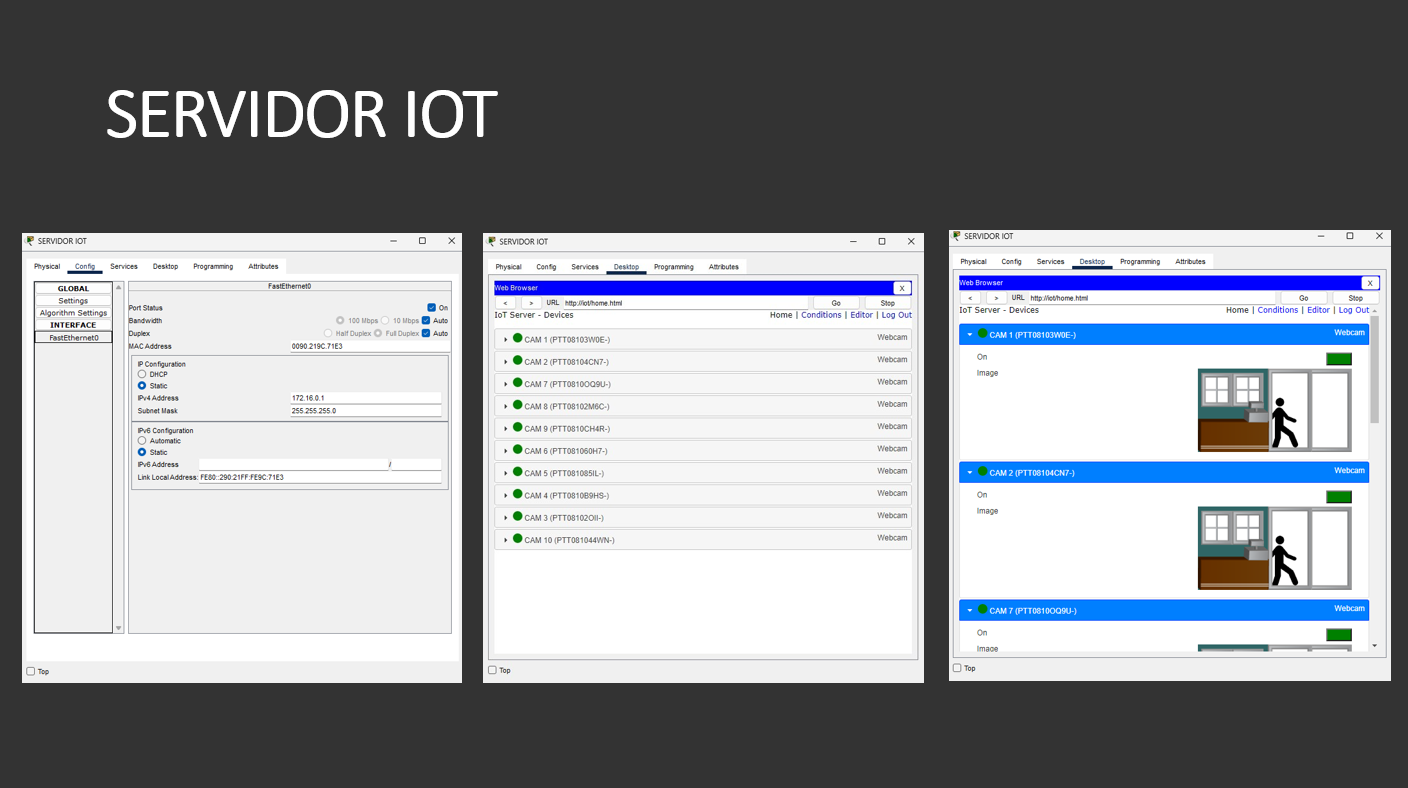 SERVIDOR IOT
SERVIDOR IOT
Physical Config Services Desktop Programming Attributes
GLOBAL
Settings
Algorithm Settings
INTERFACE
FastEthernet0
FastEthernet0
Port Status On
Bandwidth 100 Mbps 10 Mbps Auto
Duplex Half Duplex Full Duplex Auto
MAC Address 0090.219C.71E3
IP Configuration
DHCP
Static
IPv4 Address 172.16.0.1
Subnet Mask 255.255.255.0
IPv6 Configuration
Automatic
Static
IPv6 Address /
Link Local Address: FE80::290:21FF:FE9C:71E3
Top
SERVIDOR IOT
Physical Config Services Desktop Programming Attributes
Web Browser X
< > URL http://iot/home.html Go Stop
IoT Server - Devices Home | Conditions | Editor | Log Out
CAM 1 (PTT08103W0E-) Webcam
CAM 2 (PTT08104CN7-) Webcam
CAM 7 (PTT0810OQ9U-) Webcam
CAM 8 (PTT08102M6C-) Webcam
CAM 9 (PTT0810CH4R-) Webcam
CAM 6 (PTT081060H7-) Webcam
CAM 5 (PTT081085IL-) Webcam
CAM 4 (PTT0810B9HS-) Webcam
CAM 3 (PTT08102OII-) Webcam
CAM 10 (PTT081044WN-) Webcam
Top
SERVIDOR IOT
Physical Config Services Desktop Programming Attributes
Web Browser X
< > URL http://iot/home.html Go Stop
IoT Server - Devices Home | Conditions | Editor | Log Out
CAM 1 (PTT08103W0E-) Webcam
On
Image
CAM 2 (PTT08104CN7-) Webcam
On
Image
CAM 7 (PTT0810OQ9U-) Webcam
On
Image
Top